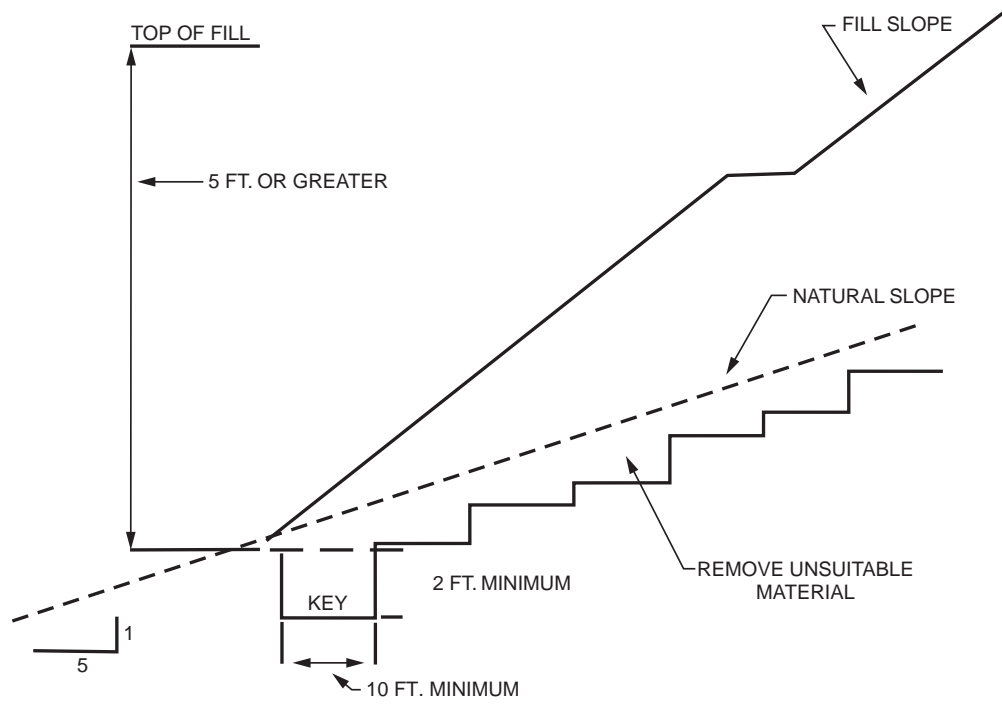 TOP OF FILL
FILL SLOPE
5 FT. OR GREATER
NATURAL SLOPE
2 FT. MINIMUM
REMOVE UNSUITABLE
MATERIAL
KEY
1
5
10 FT. MINIMUM